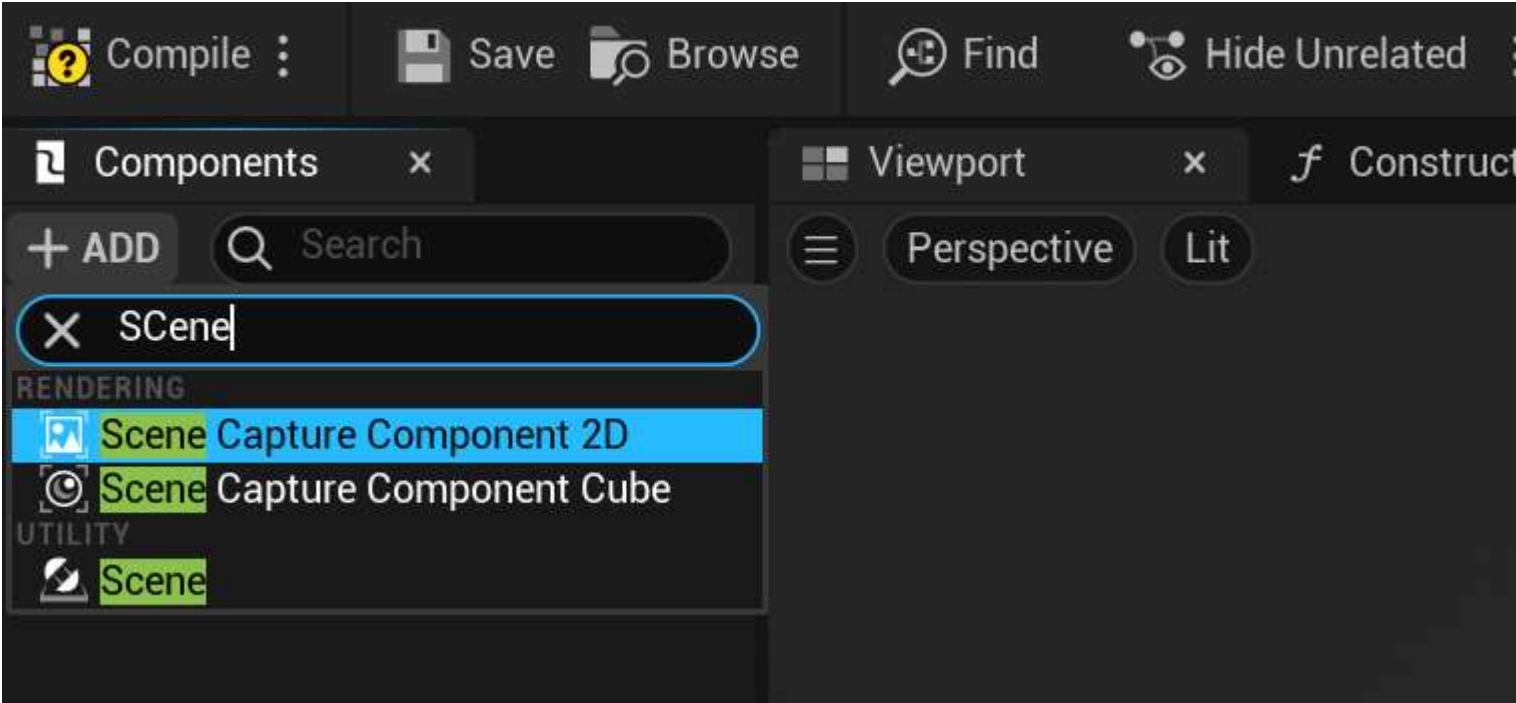 Compile Save Browse Find Hide Unrelated
Components Viewport Construct
+ ADD Search Perspective Lit
SCene
RENDERING
Scene Capture Component 2D
Scene Capture Component Cube
UTILITY
Scene